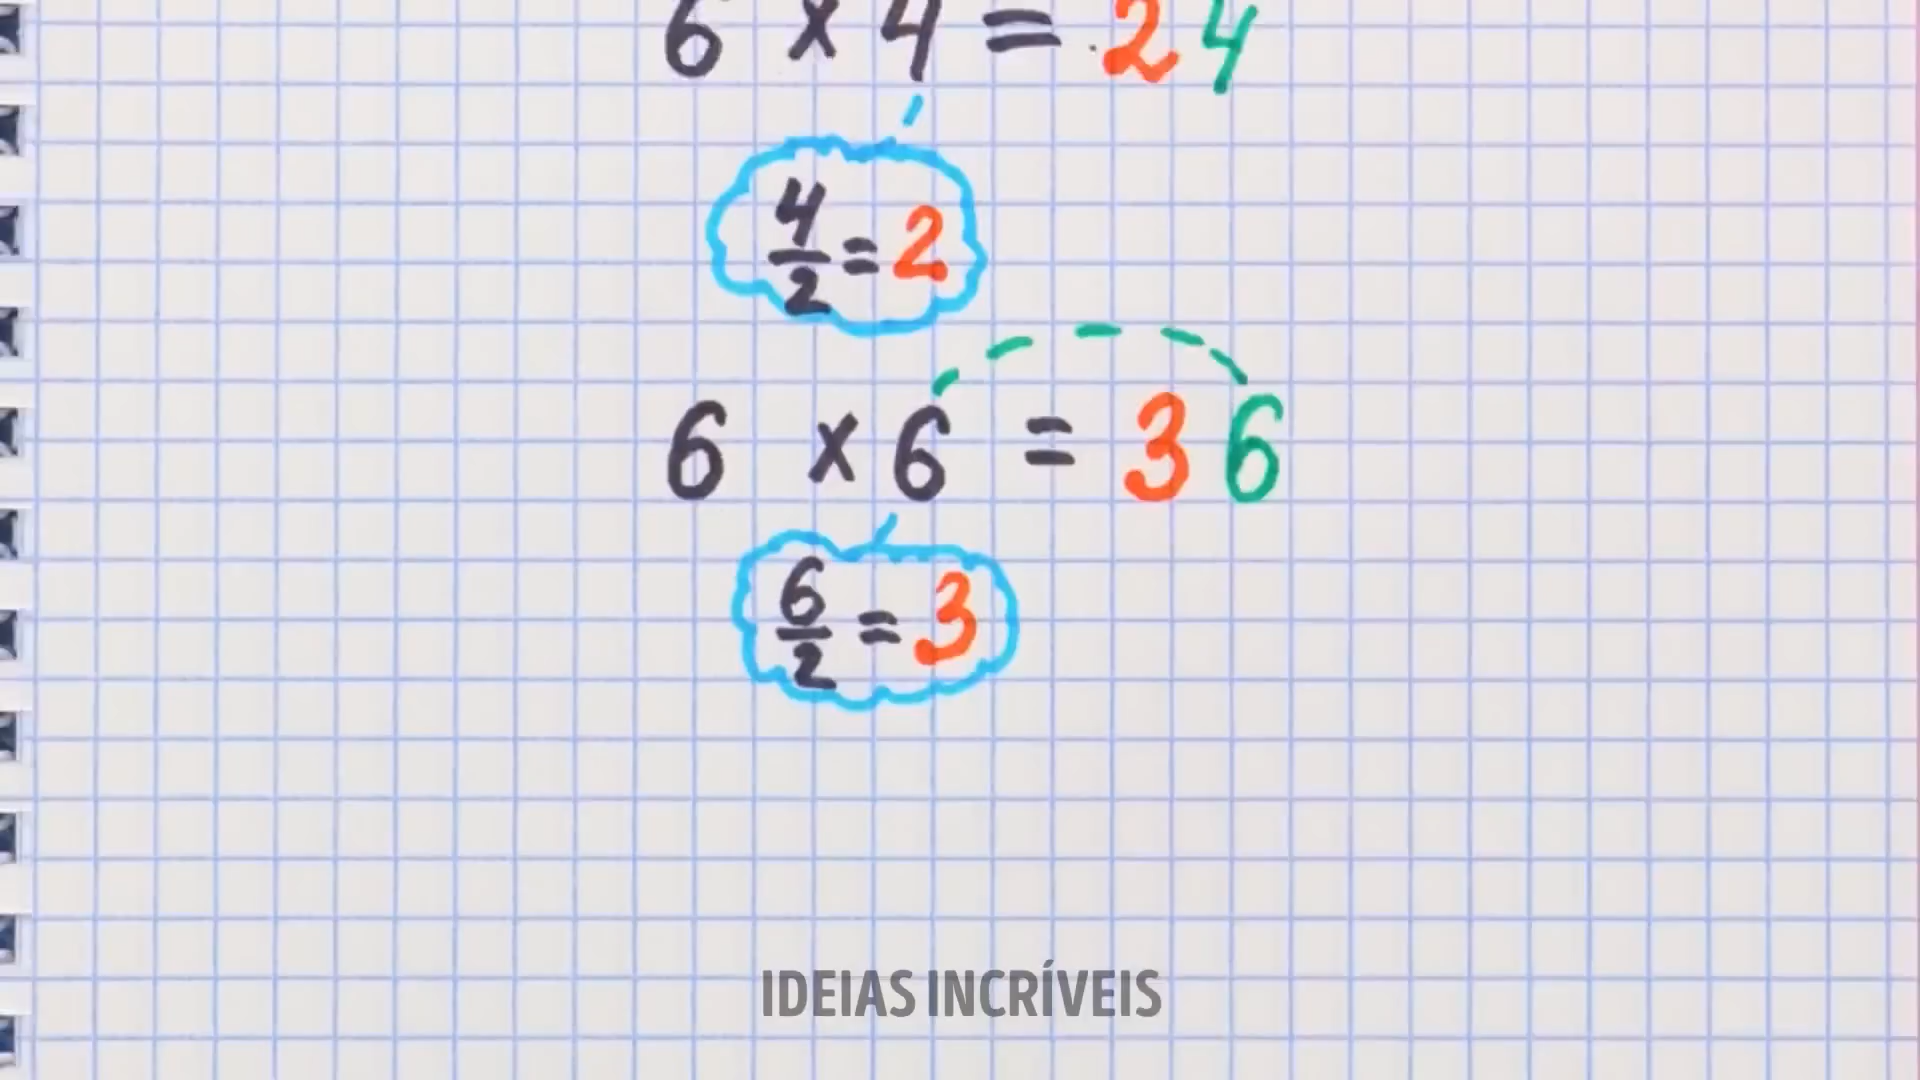 6 x 4 = 24
4/2 = 2
6 x 6 = 36
6/2 = 3
IDEIAS INCRÍVEIS